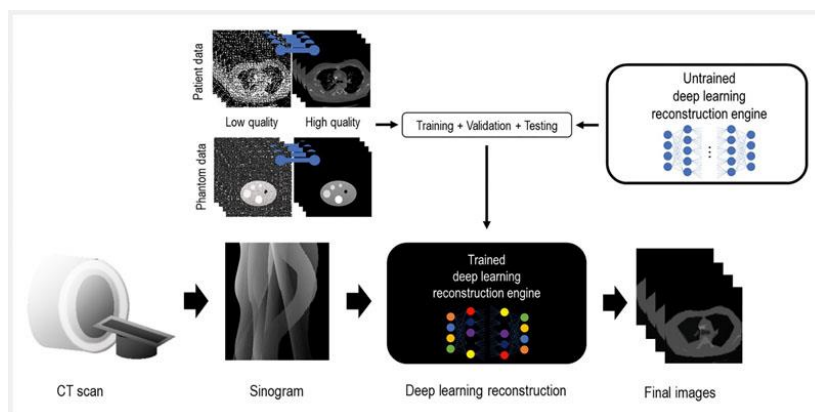 Patient data
Low quality
High quality
Phantom data
Training + Validation + Testing
Untrained
deep learning
reconstruction engine
Trained
deep learning
reconstruction engine
CT scan
Sinogram
Deep learning reconstruction
Final images